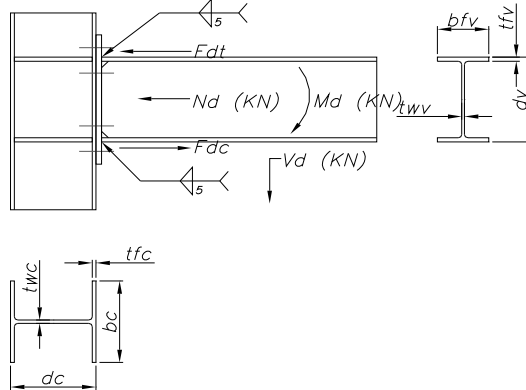 5
Fdt
Nd (KN)
Md (KN)
Fdc
Vd (KN)
5
bfv
tfv
twv
dv
tfc
twc
bc
dc